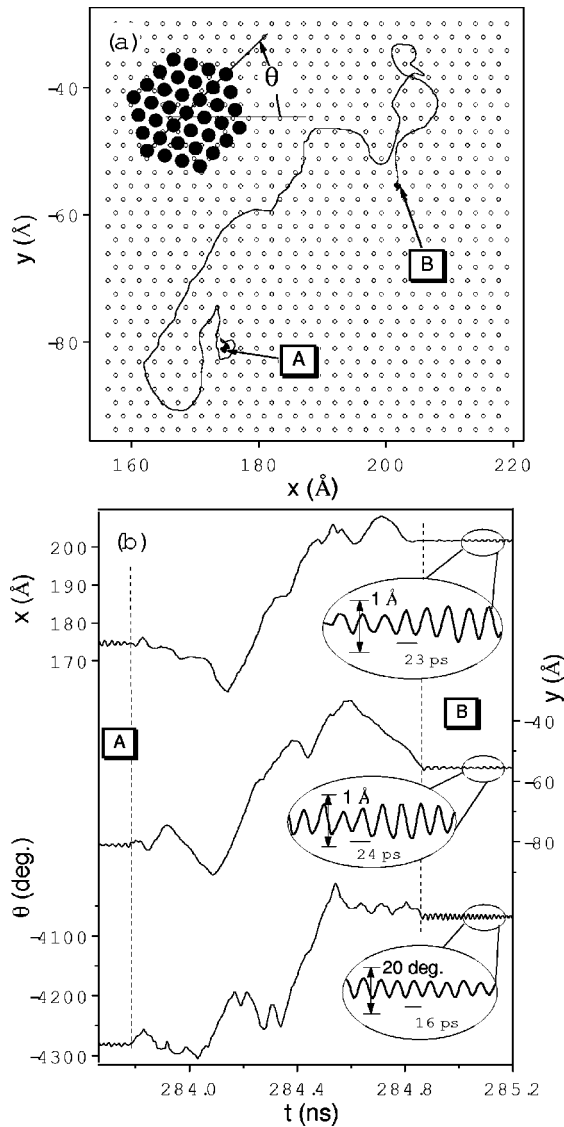 (a)
θ
-40
-60
-80
y (Å)
B
A
160
180
200
220
x (Å)
(b)
200
190
180
170
x (Å)
1 Å
23 ps
A
B
y (Å)
-40
-60
-80
1 Å
24 ps
θ (deg.)
-4100
-4200
-4300
20 deg.
16 ps
284.0
284.4
284.8
285.2
t (ns)